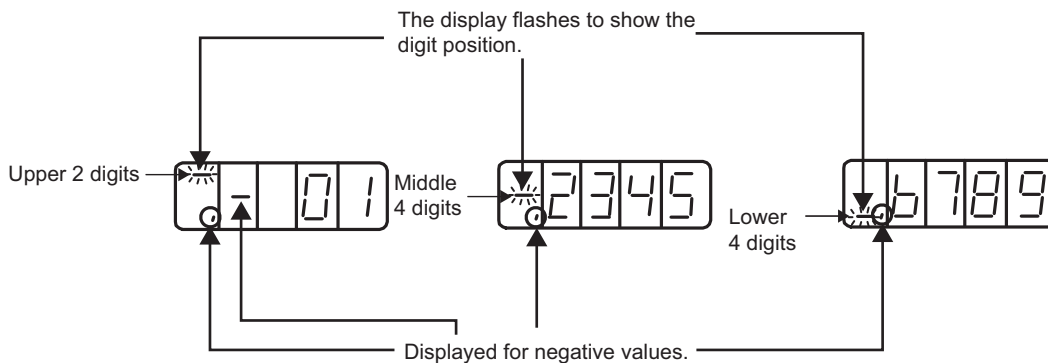 The display flashes to show the
digit position.
Upper 2 digits
- 01
Middle
4 digits
2345
Lower
4 digits
6789
Displayed for negative values.